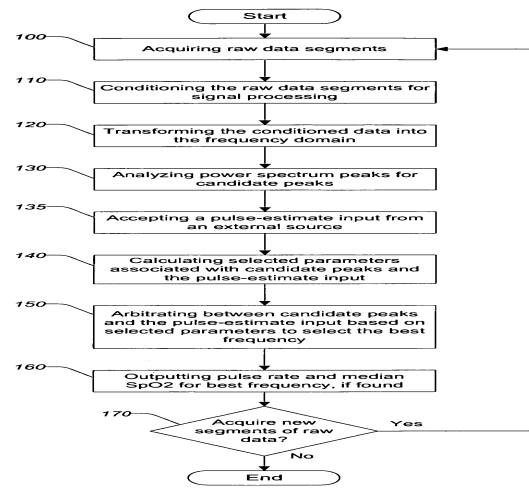 Start
100
Acquiring raw data segments
110
Conditioning the raw data segments for
signal processing
120
Transforming the conditioned data into
the frequency domain
130
Analyzing power spectrum peaks for
candidate peaks
135
Accepting a pulse-estimate input from
an external source
140
Calculating selected parameters
associated with candidate peaks and
the pulse-estimate input
150
Arbitrating between candidate peaks
and the pulse-estimate input based on
selected parameters to select the best
frequency
160
Outputting pulse rate and median
SpO2 for best frequency, if found
170
Acquire new
segments of raw
data?
Yes
No
End